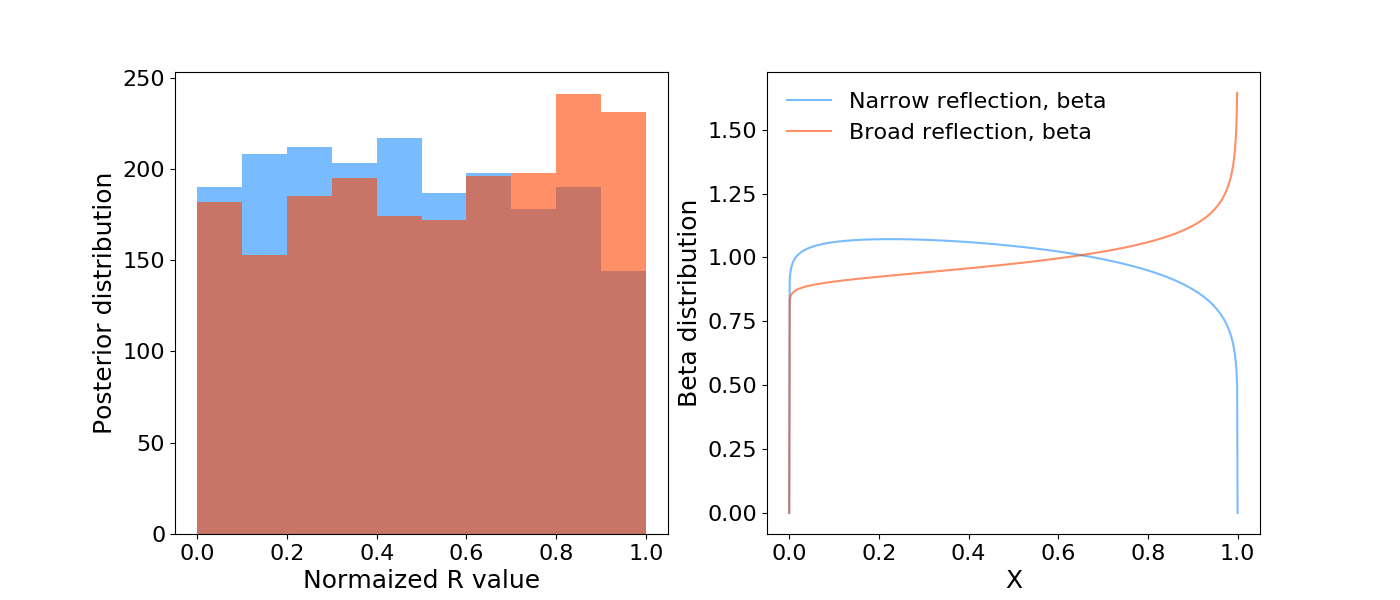 Posterior distribution
250
200
150
100
50
0
0.0 0.2 0.4 0.6 0.8 1.0
Normaized R value
Beta distribution
1.50
1.25
1.00
0.75
0.50
0.25
0.00
Narrow reflection, beta
Broad reflection, beta
0.0 0.2 0.4 0.6 0.8 1.0
X